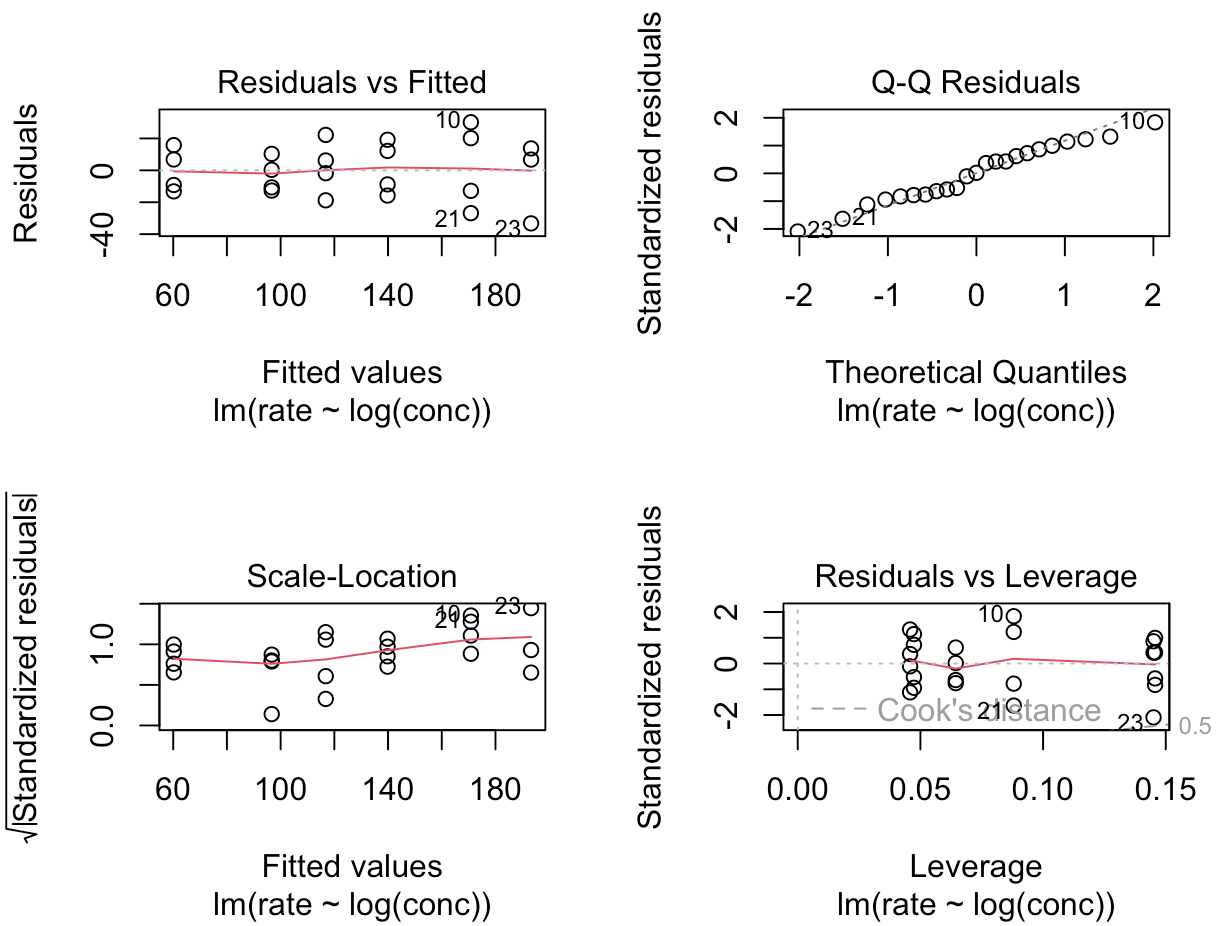 Residuals vs Fitted
Residuals
0
-40
10
21
23
60 100 140 180
Fitted values
lm(rate ~ log(conc))
Q-Q Residuals
Standardized residuals
2
0
-2
10
23
21
-2 -1 0 1 2
Theoretical Quantiles
lm(rate ~ log(conc))
Scale-Location
√|Standardized residuals|
1.0
0.0
10
21
23
60 100 140 180
Fitted values
lm(rate ~ log(conc))
Residuals vs Leverage
Standardized residuals
2
0
-2
10
21
Cook's distance
23
0.5
0.00 0.05 0.10 0.15
Leverage
lm(rate ~ log(conc))